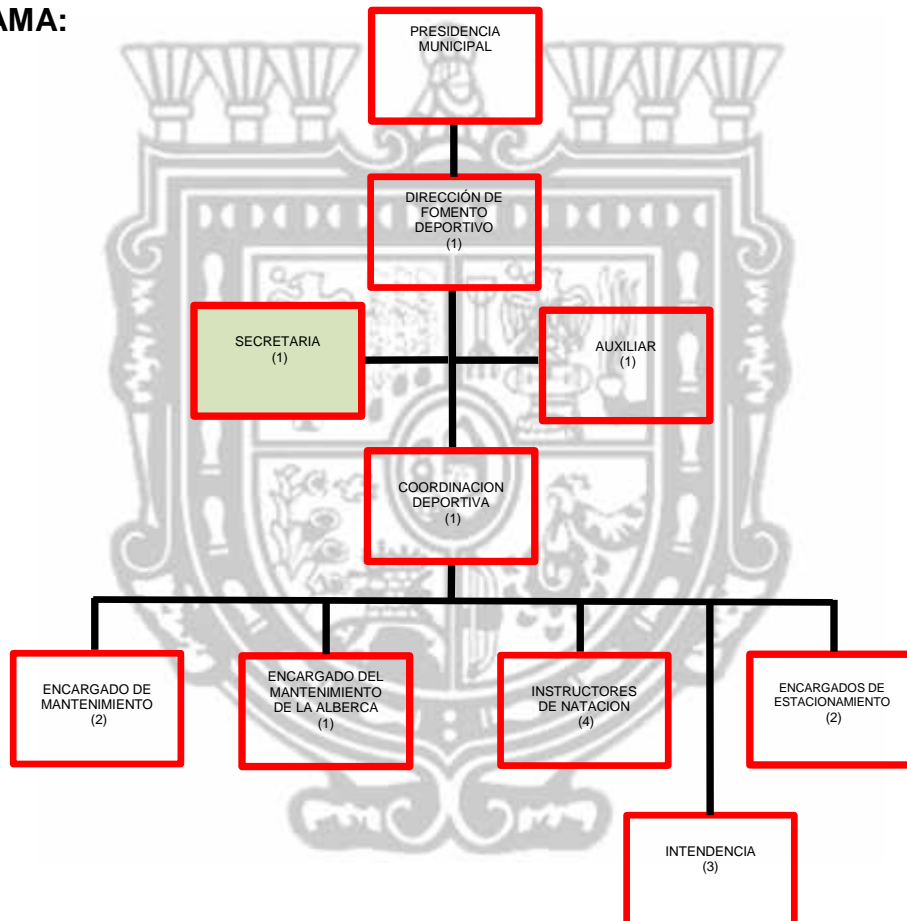 AMA:
PRESIDENCIA
MUNICIPAL
DIRECCIÓN DE
FOMENTO
DEPORTIVO
(1)
SECRETARIA
(1)
AUXILIAR
(1)
COORDINACION
DEPORTIVA
(1)
ENCARGADO DE
MANTENIMIENTO
(2)
ENCARGADO DEL
MANTENIMIENTO
DE LA ALBERCA
(1)
INSTRUCTORES
DE NATACION
(4)
ENCARGADOS DE
ESTACIONAMIENTO
(2)
INTENDENCIA
(3)